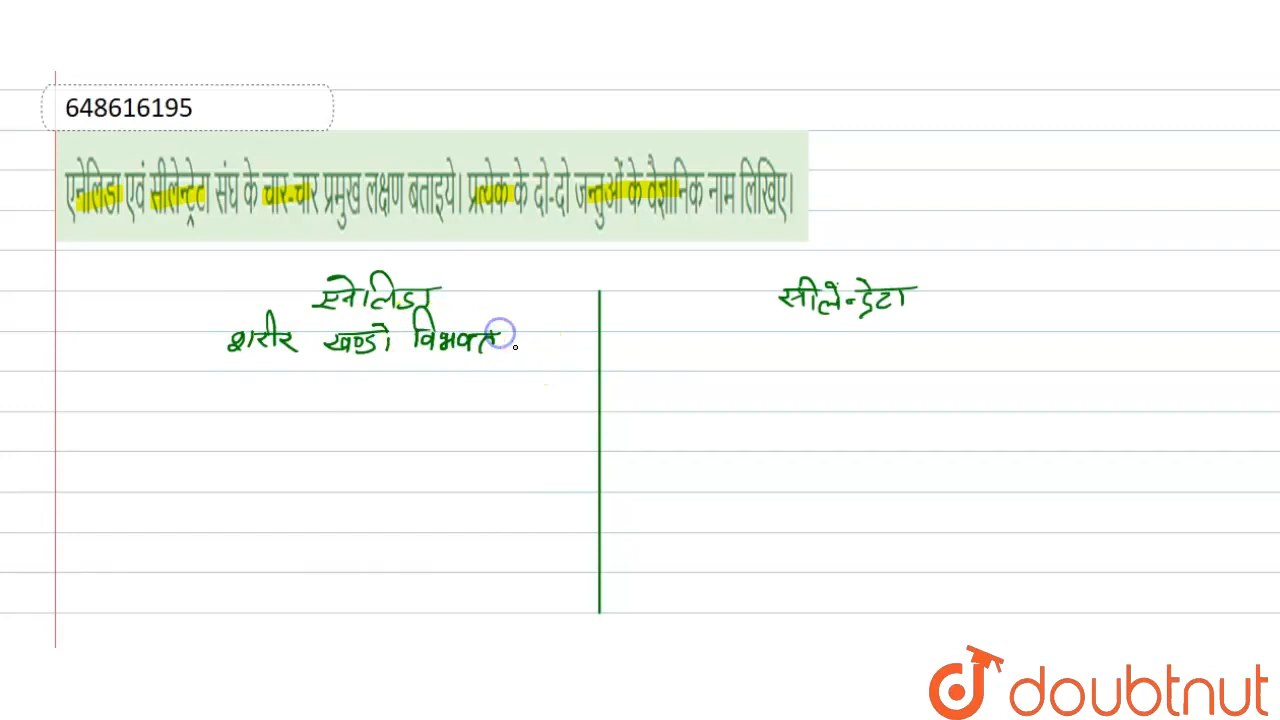 648616195
एनेलिडा एवं सीलेन्ट्रेटा संघ के चार-चार प्रमुख लक्षण बताइये। प्रत्येक के दो-दो जन्तुओं के वैज्ञानिक नाम लिखिए।
एनेलिडा सीलेन्ट्रेटा
शरीर खण्डो विभक्त
doubtnut